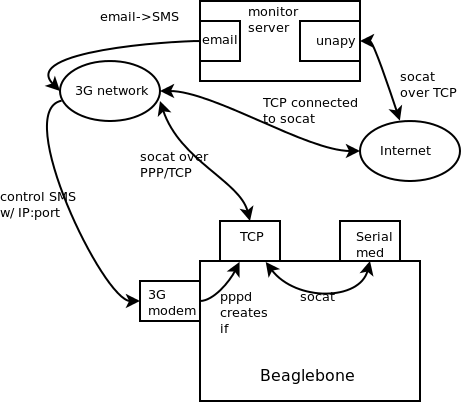 email->SMS
monitor
server
email
unapy
3G network
socat
over TCP
TCP connected
to socat
Internet
socat over
PPP/TCP
control SMS
w/ IP:port
TCP
Serial
med
3G
modem
pppd
creates
if
socat
Beaglebone